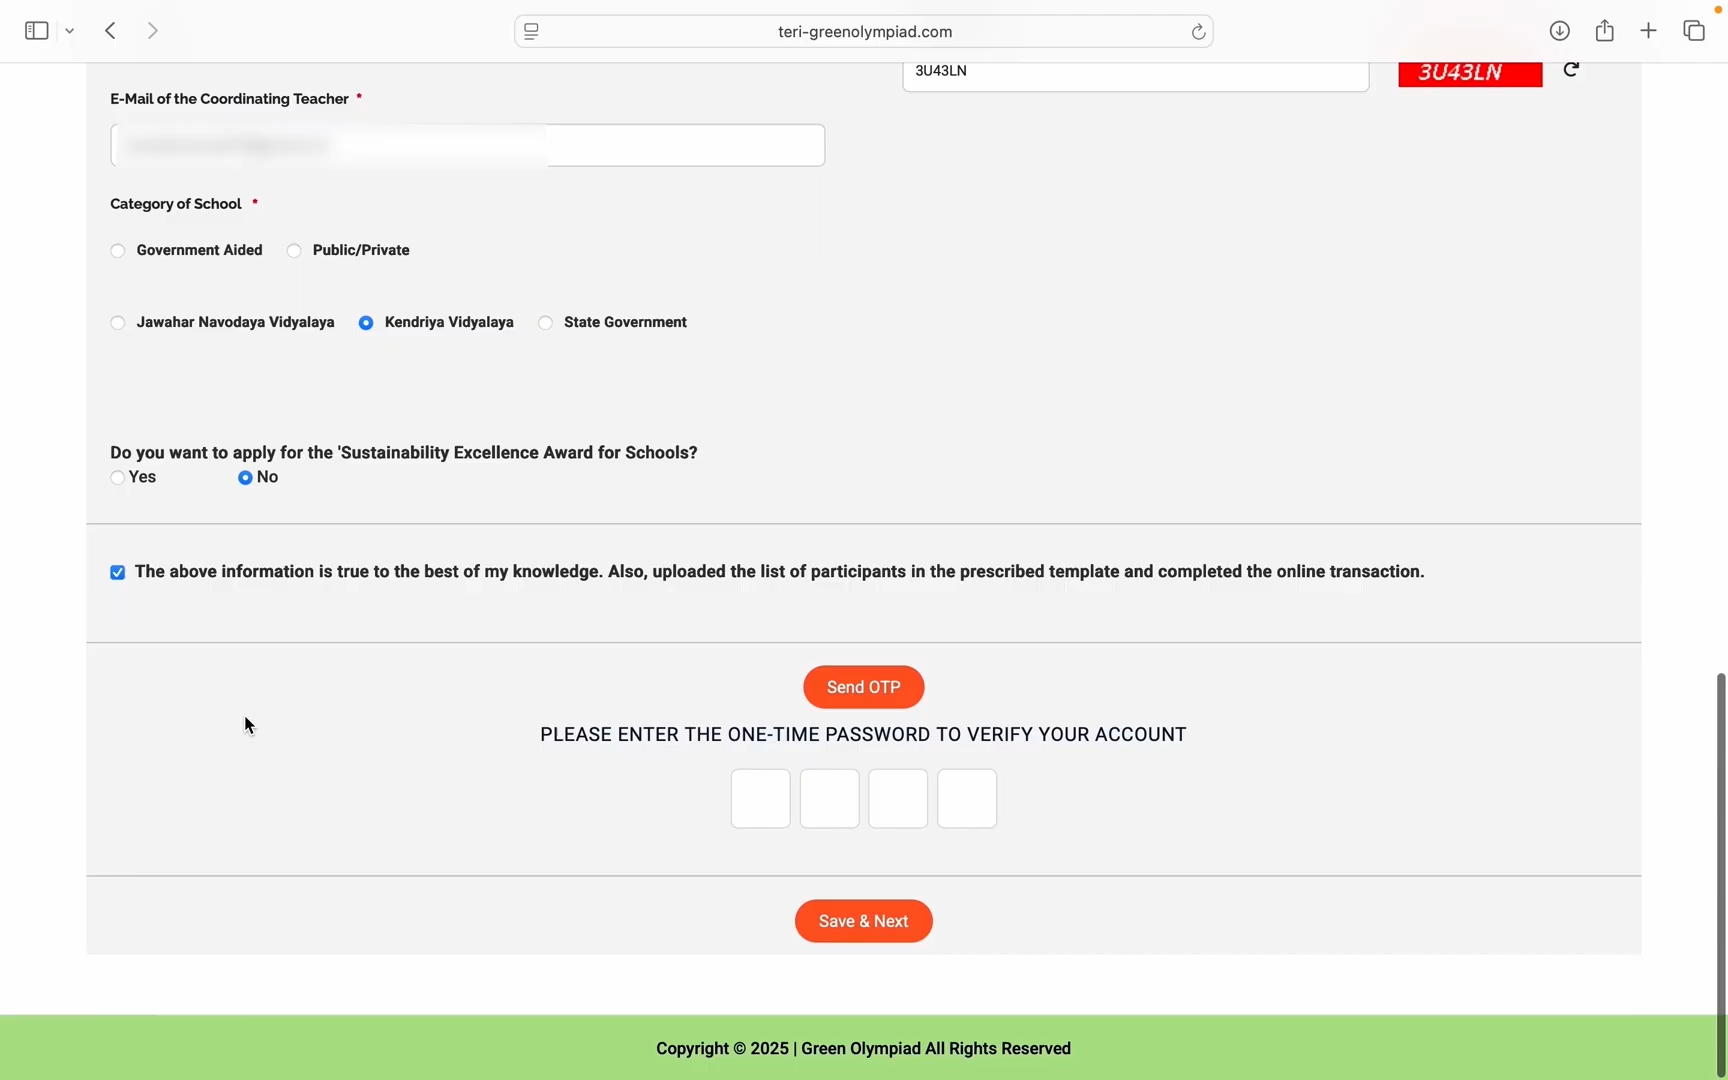 teri-greenolympiad.com
3U43LN
3U43LN
E-Mail of the Coordinating Teacher *
Category of School *
Government Aided Public/Private
Jawahar Navodaya Vidyalaya Kendriya Vidyalaya State Government
Do you want to apply for the 'Sustainability Excellence Award for Schools?
Yes No
The above information is true to the best of my knowledge. Also, uploaded the list of participants in the prescribed template and completed the online transaction.
Send OTP
PLEASE ENTER THE ONE-TIME PASSWORD TO VERIFY YOUR ACCOUNT
Save & Next
Copyright © 2025 | Green Olympiad All Rights Reserved